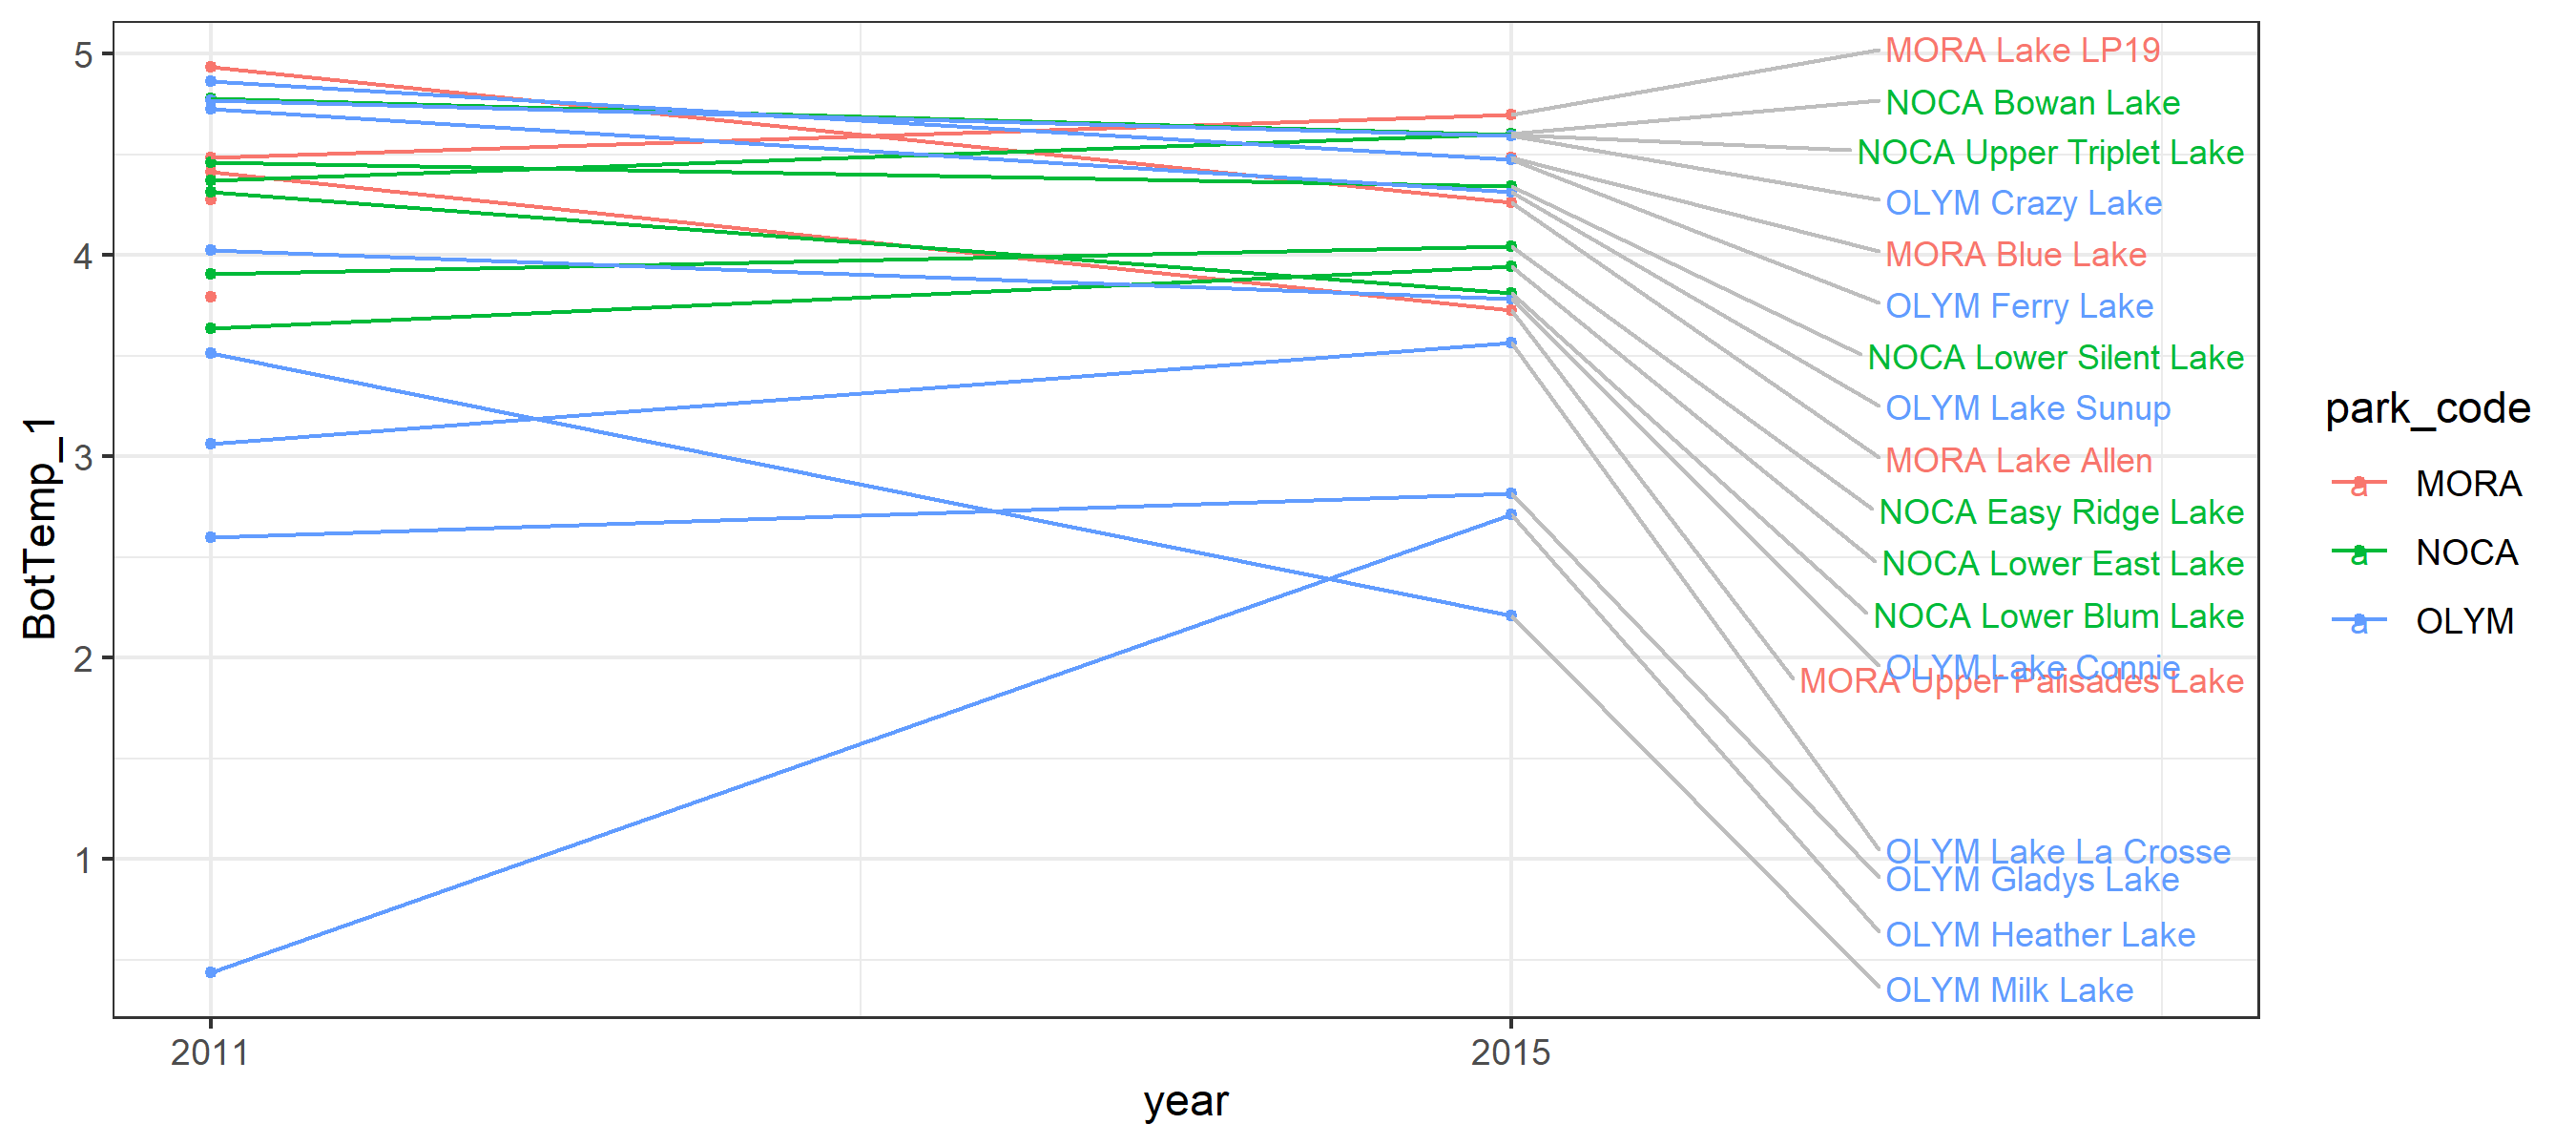 5
4
3
2
1
BotTemp_1
2011
2015
year
MORA Lake LP19
NOCA Bowan Lake
NOCA Upper Triplet Lake
OLYM Crazy Lake
MORA Blue Lake
OLYM Ferry Lake
NOCA Lower Silent Lake
OLYM Lake Sunup
MORA Lake Allen
NOCA Easy Ridge Lake
NOCA Lower East Lake
NOCA Lower Blum Lake
OLYM Lake Connie
MORA Upper Palisades Lake
OLYM Lake La Crosse
OLYM Gladys Lake
OLYM Heather Lake
OLYM Milk Lake
park_code
a MORA
a NOCA
a OLYM